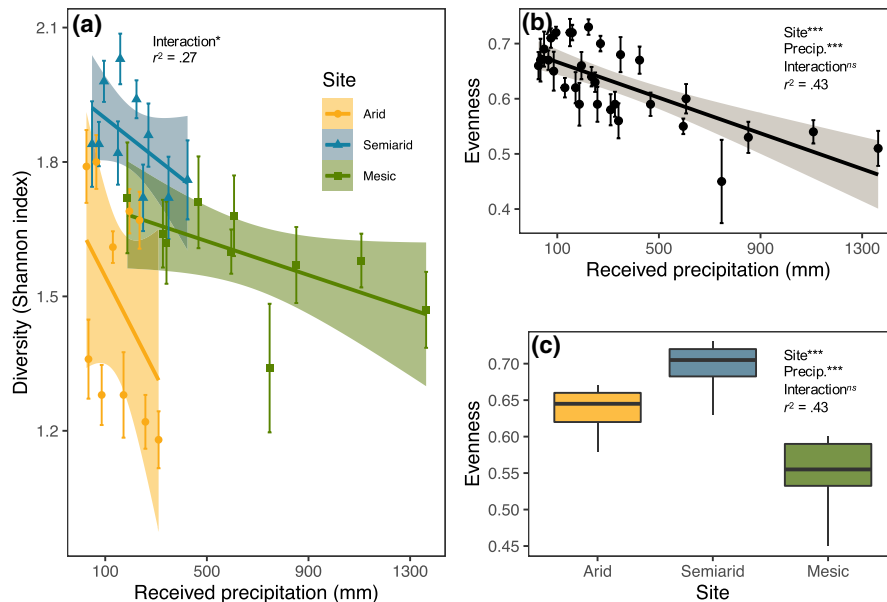 (a)
Interaction*
r² = .27
Site
Arid
Semiarid
Mesic
2.1
1.8
1.5
1.2
Diversity (Shannon index)
100 500 900 1300
Received precipitation (mm)
(b)
Site***
Precip.***
Interactionⁿˢ
r² = .43
0.7
0.6
0.5
0.4
Evenness
100 500 900 1300
Received precipitation (mm)
(c)
Site***
Precip.***
Interactionⁿˢ
r² = .43
0.70
0.65
0.60
0.55
0.50
0.45
Evenness
Arid Semiarid Mesic
Site